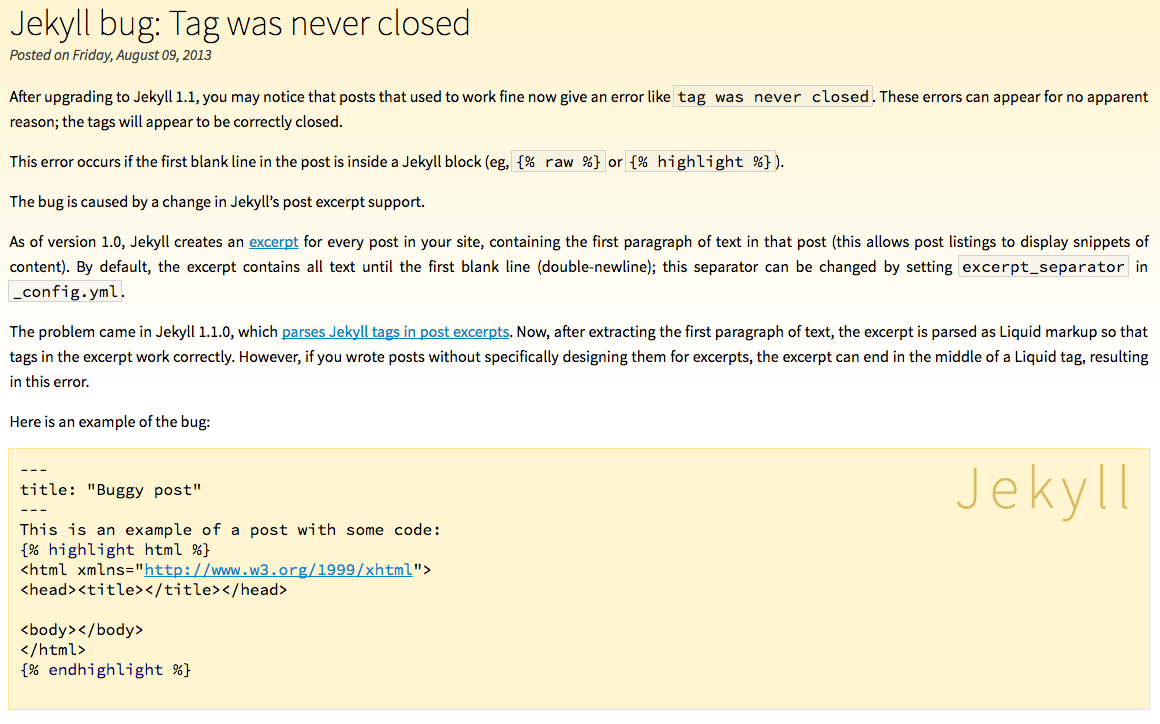 Jekyll bug: Tag was never closed
Posted on Friday, August 09, 2013
After upgrading to Jekyll 1.1, you may notice that posts that used to work fine now give an error like tag was never closed. These errors can appear for no apparent
reason; the tags will appear to be correctly closed.
This error occurs if the first blank line in the post is inside a Jekyll block (eg, {% raw %} or {% highlight %}).
The bug is caused by a change in Jekyll’s post excerpt support.
As of version 1.0, Jekyll creates an excerpt for every post in your site, containing the first paragraph of text in that post (this allows post listings to display snippets of
content). By default, the excerpt contains all text until the first blank line (double-newline); this separator can be changed by setting excerpt_separator in
_config.yml.
The problem came in Jekyll 1.1.0, which parses Jekyll tags in post excerpts. Now, after extracting the first paragraph of text, the excerpt is parsed as Liquid markup so that
tags in the excerpt work correctly. However, if you wrote posts without specifically designing them for excerpts, the excerpt can end in the middle of a Liquid tag, resulting
in this error.
Here is an example of the bug:
Jekyll
---
title: "Buggy post"
---
This is an example of a post with some code:
{% highlight html %}
<html xmlns="http://www.w3.org/1999/xhtml">
<head><title></title></head>
<body></body>
</html>
{% endhighlight %}